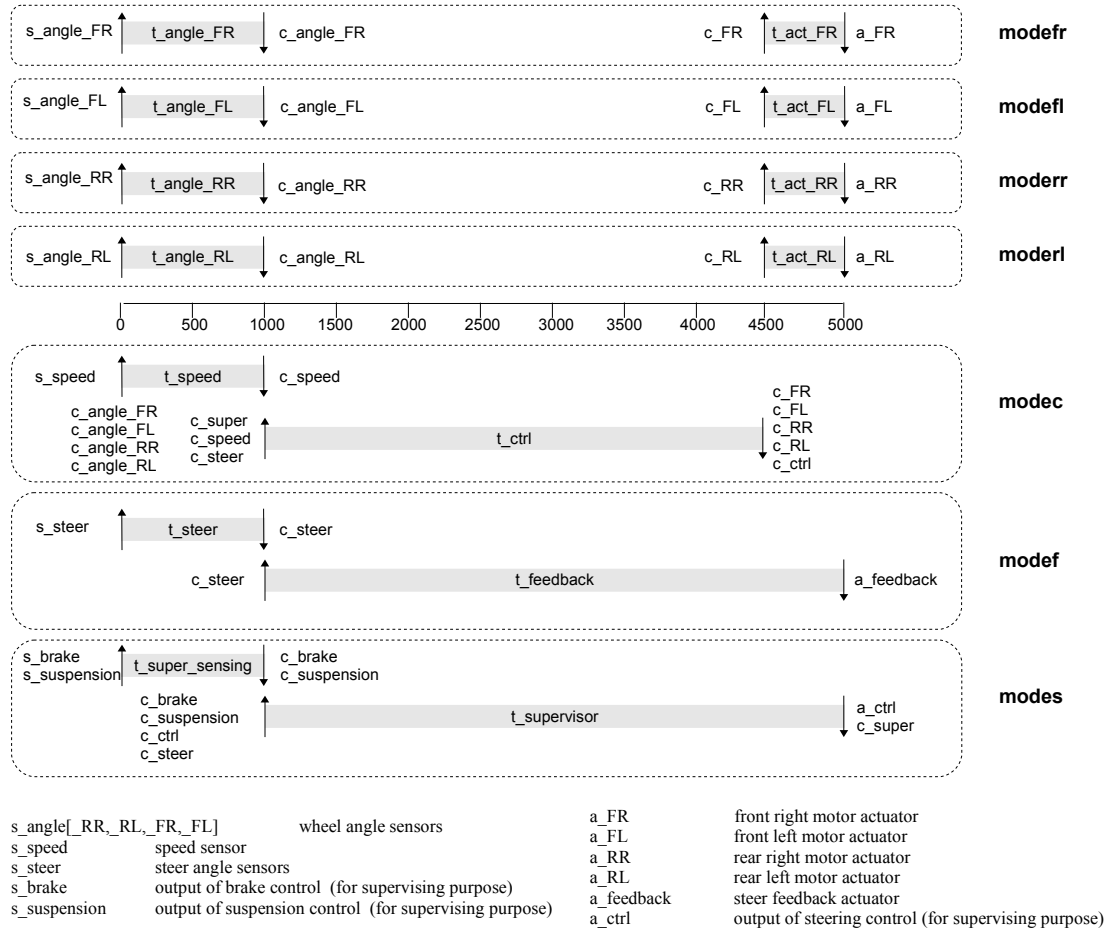 s_angle_FR t_angle_FR c_angle_FR c_FR t_act_FR a_FR modefr
s_angle_FL t_angle_FL c_angle_FL c_FL t_act_FL a_FL modefl
s_angle_RR t_angle_RR c_angle_RR c_RR t_act_RR a_RR moderr
s_angle_RL t_angle_RL c_angle_RL c_RL t_act_RL a_RL moderl
0 500 1000 1500 2000 2500 3000 3500 4000 4500 5000
s_speed t_speed c_speed
modec
c_angle_FR
c_angle_FL
c_angle_RR
c_angle_RL
c_super
c_speed
c_steer
t_ctrl
c_FR
c_FL
c_RR
c_RL
c_ctrl
s_steer t_steer c_steer
modef
c_steer t_feedback a_feedback
s_brake
s_suspension
t_super_sensing
c_brake
c_suspension
modes
c_brake
c_suspension
c_ctrl
c_steer
t_supervisor
a_ctrl
c_super
s_angle[_RR,_RL,_FR,_FL] wheel angle sensors
s_speed speed sensor
s_steer steer angle sensors
s_brake output of brake control (for supervising purpose)
s_suspension output of suspension control (for supervising purpose)
a_FR front right motor actuator
a_FL front left motor actuator
a_RR rear right motor actuator
a_RL rear left motor actuator
a_feedback steer feedback actuator
a_ctrl output of steering control (for supervising purpose)